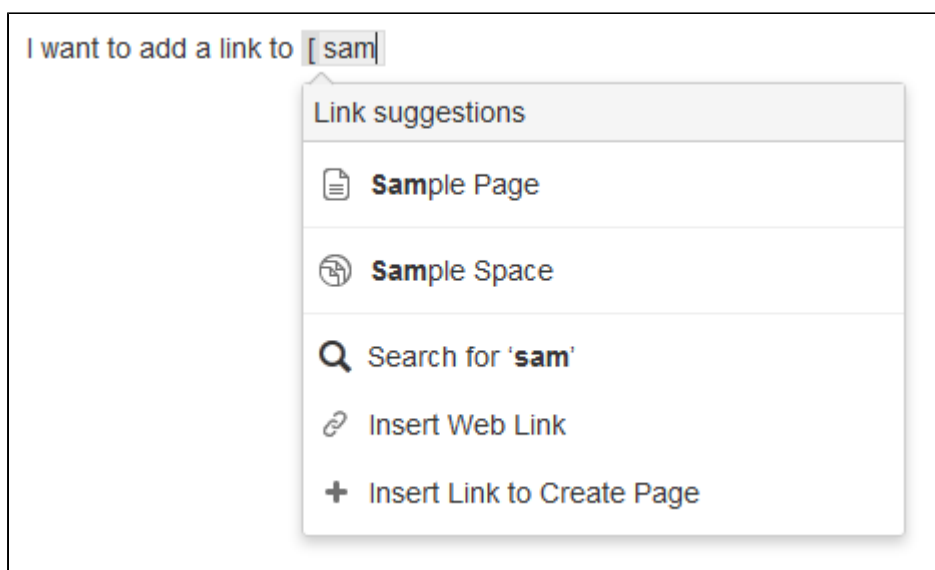 I want to add a link to [ sam
Link suggestions
Sample Page
Sample Space
Search for ‘sam’
Insert Web Link
Insert Link to Create Page